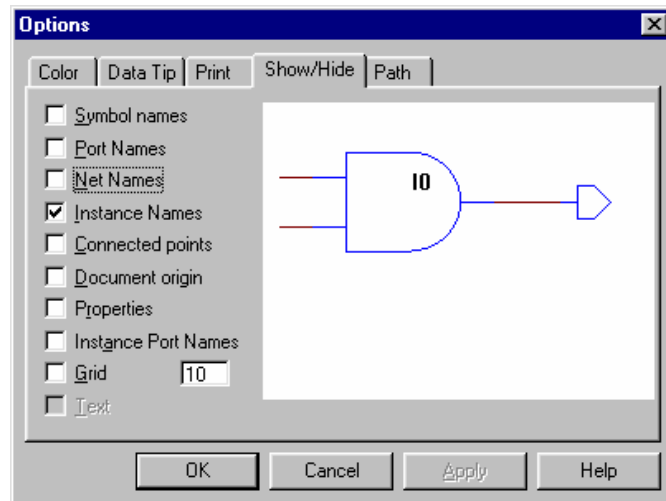 Options
Color Data Tip Print Show/Hide Path
Symbol names
Port Names
Net Names
Instance Names
Connected points
Document origin
Properties
Instance Port Names
Grid 10
Text
I0
OK Cancel Apply Help